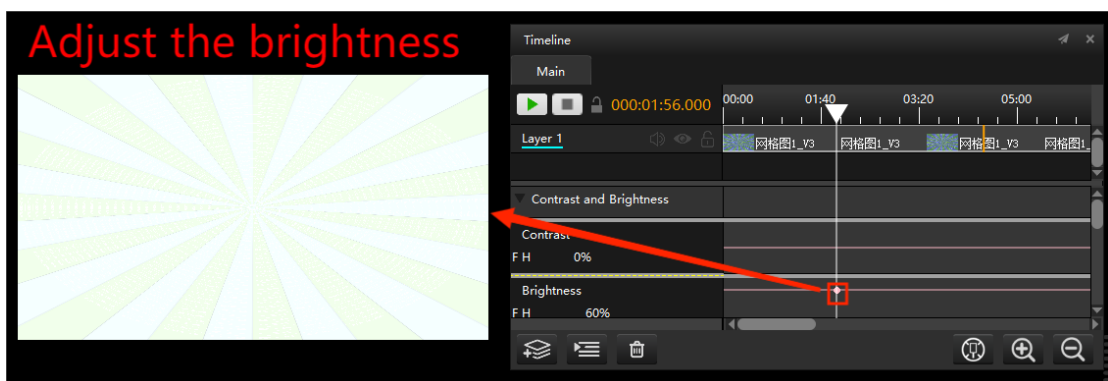 Adjust the brightness
Timeline
Main
000:01:56.000
00:00 01:40 03:20 05:00
Layer 1
网格图1_V3 网格图1_V3 网格图1_V3 网格图1_
Contrast and Brightness
Contrast
F H 0%
Brightness
F H 60%